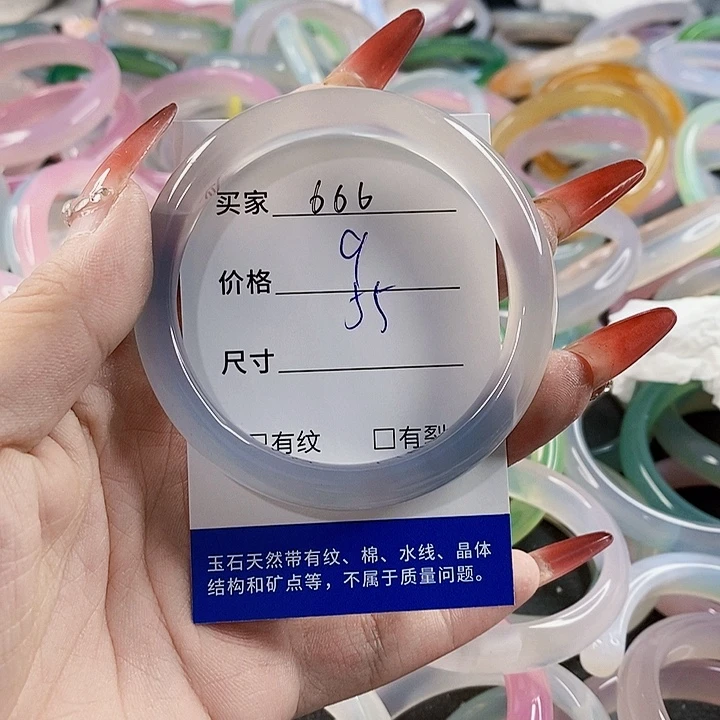 买家 666
价格 9
55
尺寸
□有纹 □有裂
玉石天然带有纹、棉、水线、晶体
结构和矿点等，不属于质量问题。